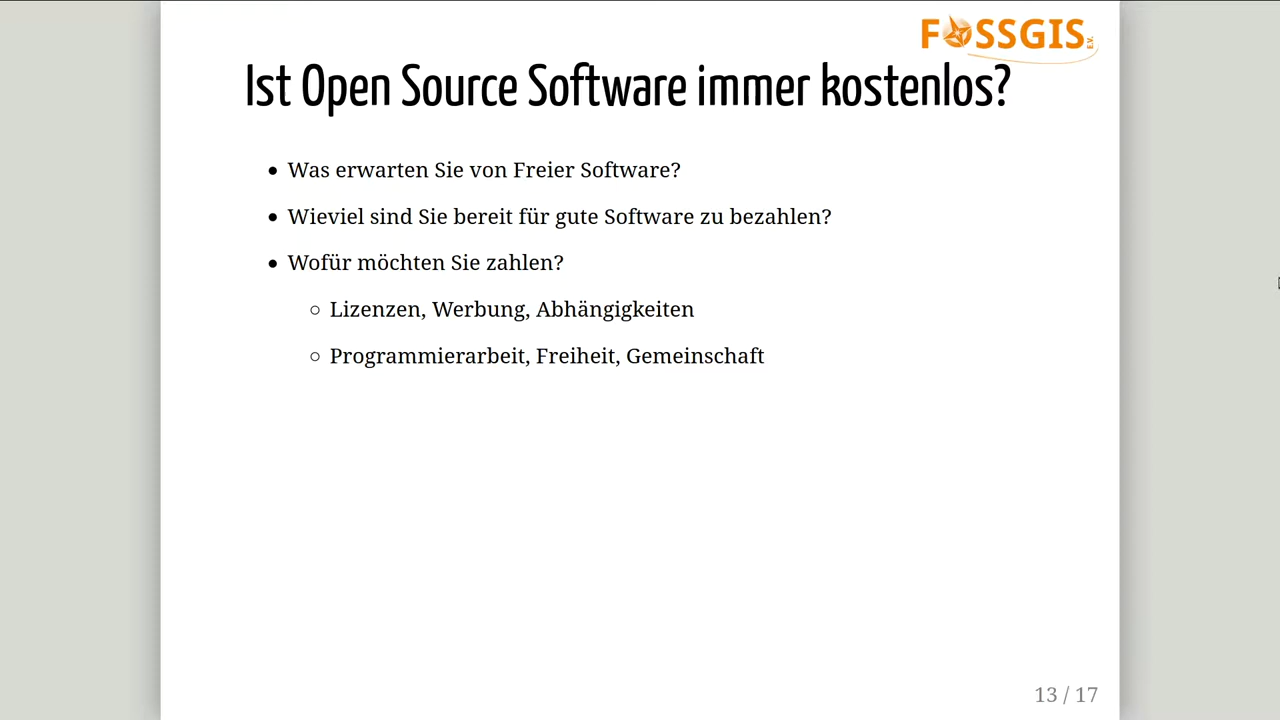 FOSSGIS e.V.
Ist Open Source Software immer kostenlos?
Was erwarten Sie von Freier Software?
Wieviel sind Sie bereit für gute Software zu bezahlen?
Wofür möchten Sie zahlen?
Lizenzen, Werbung, Abhängigkeiten
Programmierarbeit, Freiheit, Gemeinschaft
13 / 17